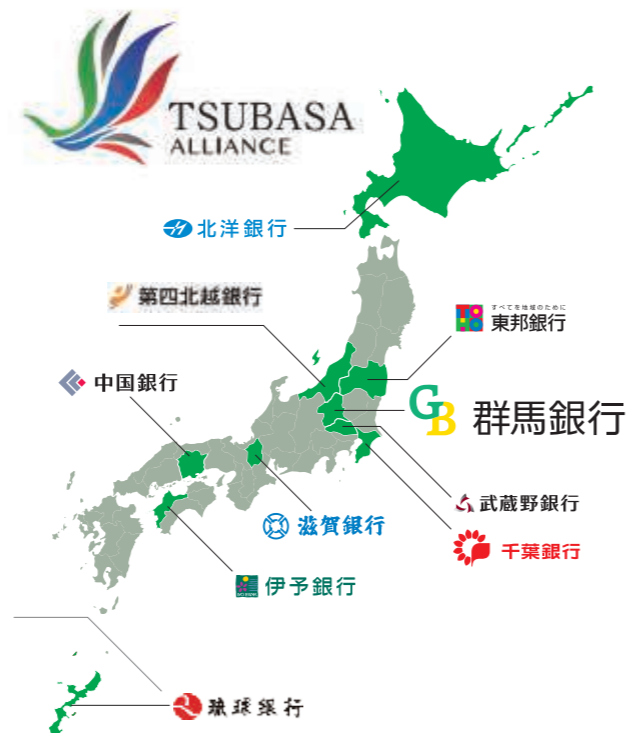 TSUBASA
ALLIANCE
北洋銀行
第四北越銀行
すべてを地域のために
TOHO
東邦銀行
中国銀行
GB 群馬銀行
武蔵野銀行
滋賀銀行
千葉銀行
伊予銀行
琉球銀行